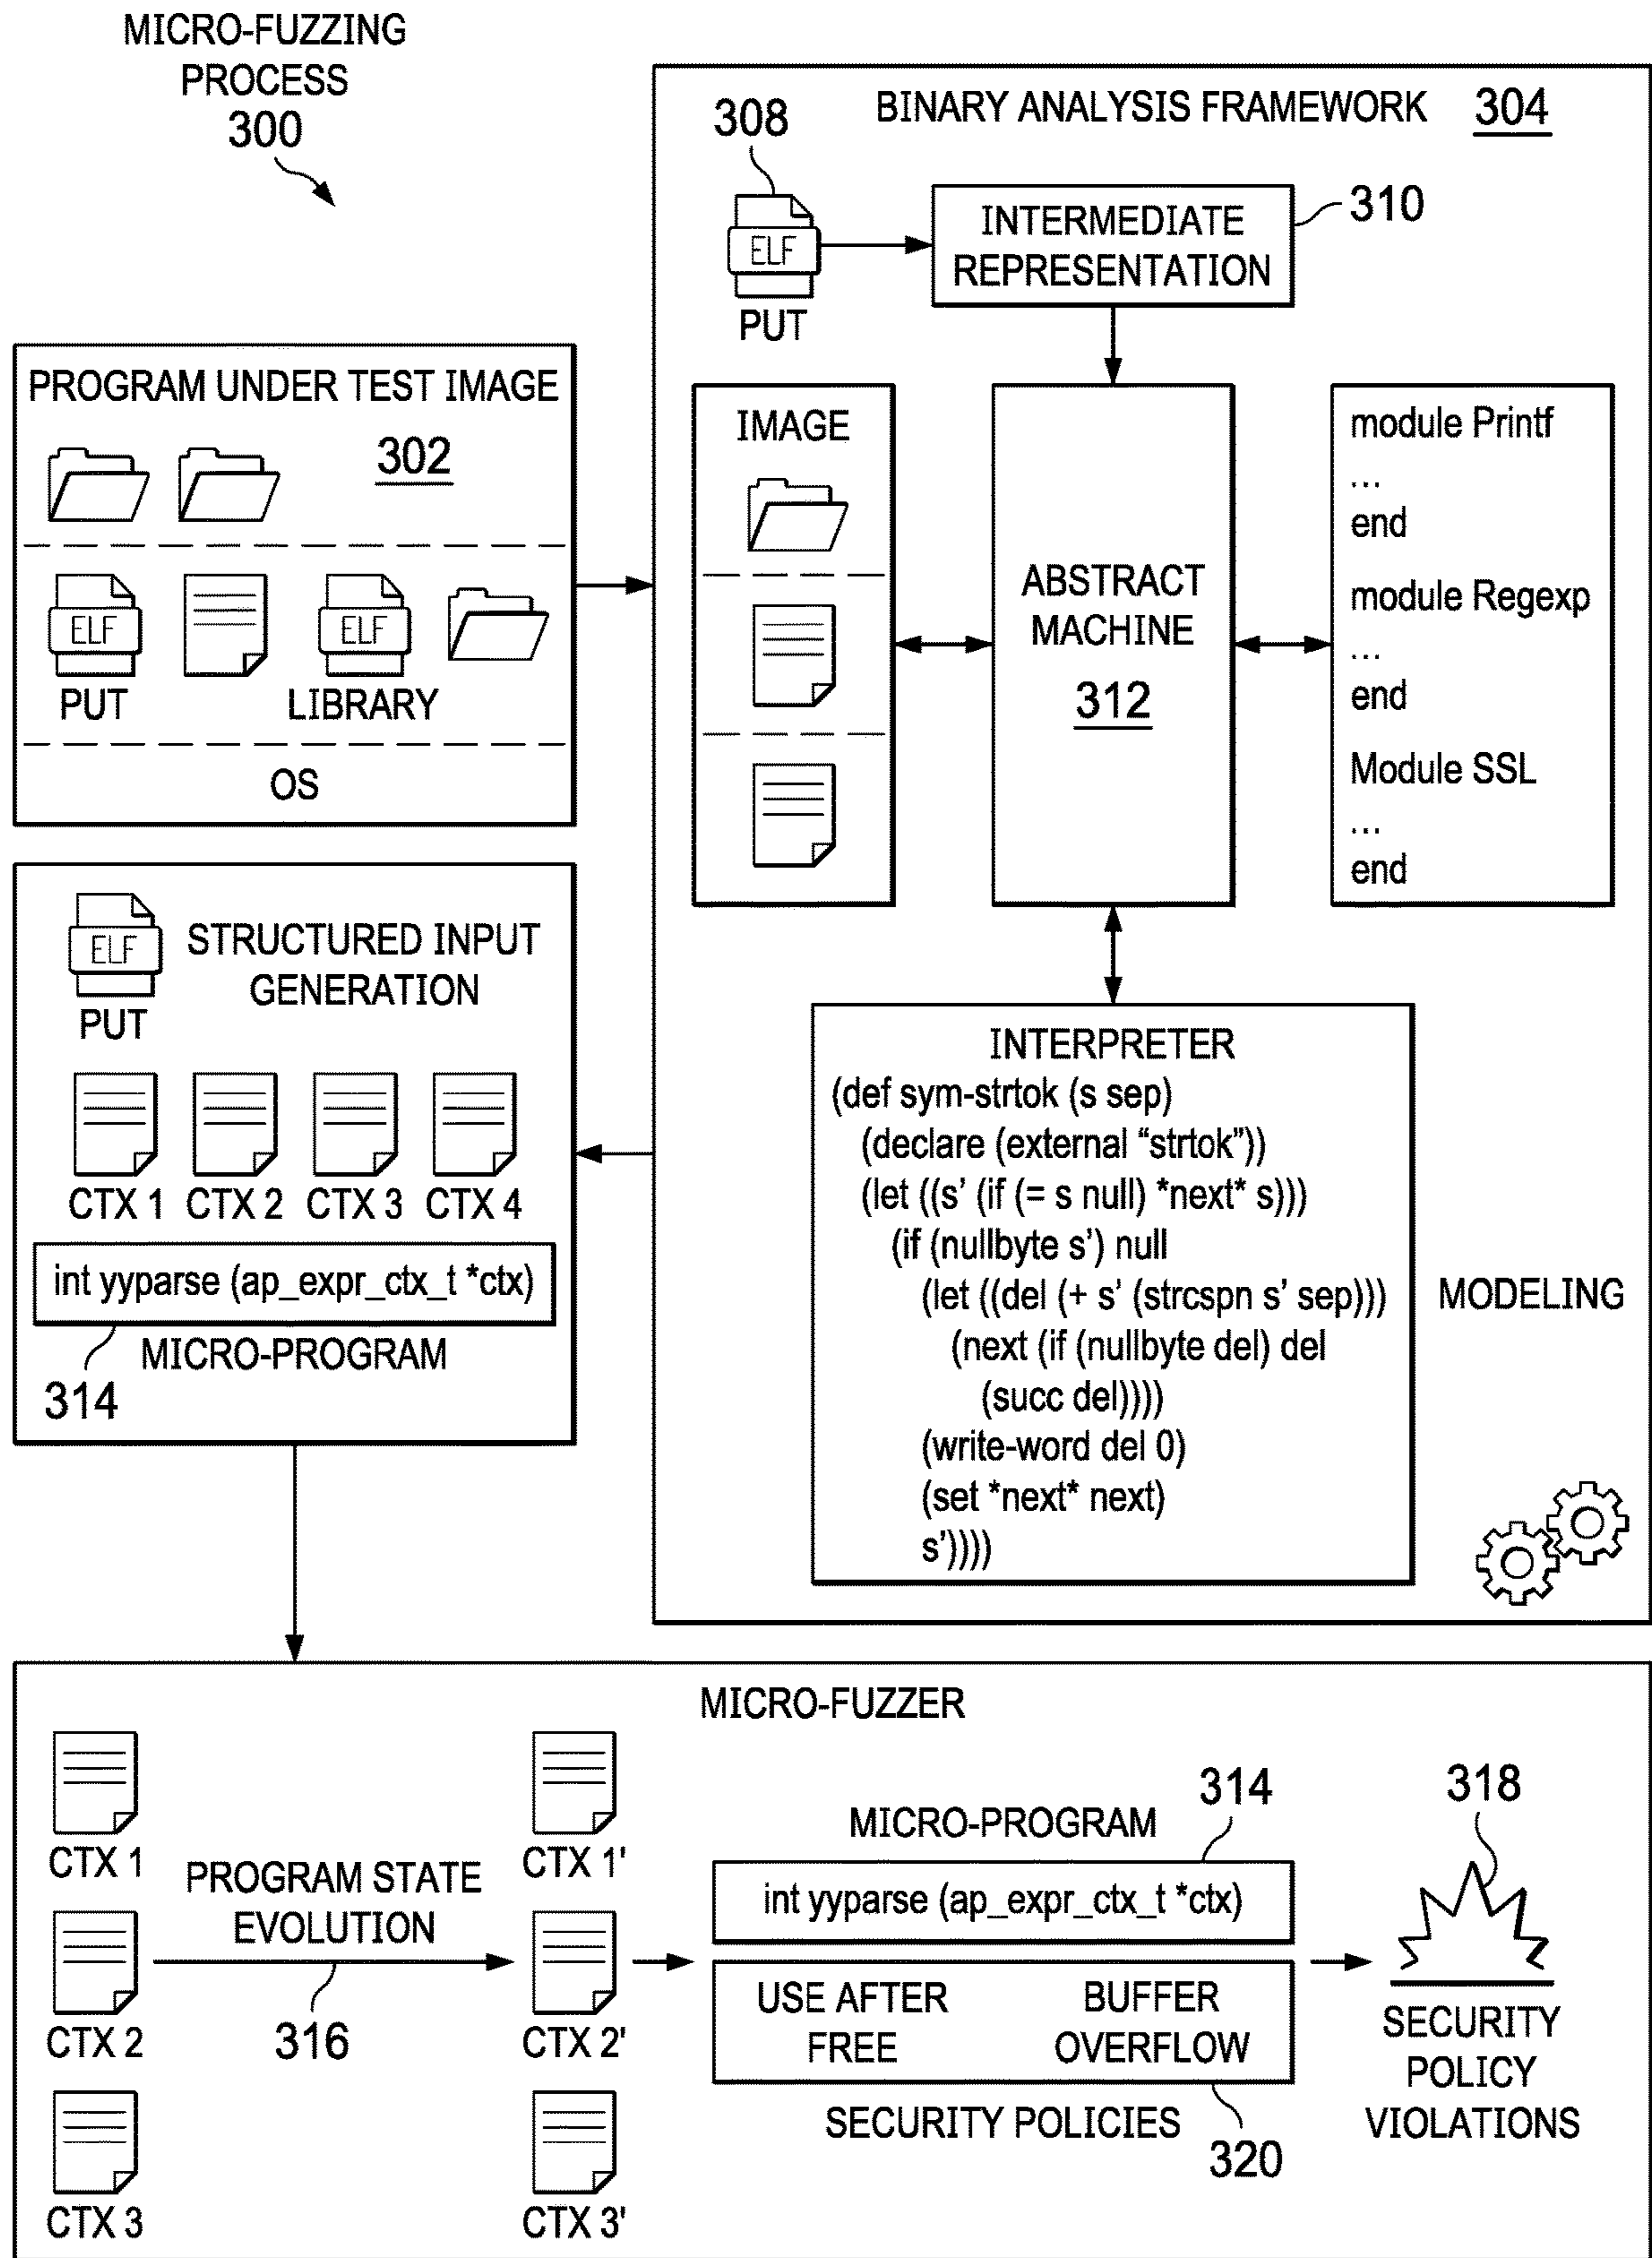 MICRO-FUZZING
PROCESS
300
BINARY ANALYSIS FRAMEWORK 304
308
ELF
PUT
INTERMEDIATE
REPRESENTATION
310
PROGRAM UNDER TEST IMAGE
302
ELF
ELF
PUT
LIBRARY
OS
IMAGE
ABSTRACT
MACHINE
312
module Printf
...
end
module Regexp
...
end
Module SSL
...
end
ELF
PUT
STRUCTURED INPUT
GENERATION
CTX 1 CTX 2 CTX 3 CTX 4
int yyparse (ap_expr_ctx_t *ctx)
MICRO-PROGRAM
314
INTERPRETER
(def sym-strtok (s sep)
(declare (external “strtok”))
(let ((s’ (if (= s null) *next* s)))
(if (nullbyte s’) null
(let ((del (+ s’ (strcspn s’ sep)))
(next (if (nullbyte del) del
(succ del))))
(write-word del 0)
(set *next* next)
s’))))
MODELING
MICRO-FUZZER
CTX 1
CTX 2
CTX 3
PROGRAM STATE
EVOLUTION
316
CTX 1'
CTX 2'
CTX 3'
MICRO-PROGRAM
314
int yyparse (ap_expr_ctx_t *ctx)
USE AFTER
FREE
BUFFER
OVERFLOW
SECURITY POLICIES
320
318
SECURITY
POLICY
VIOLATIONS